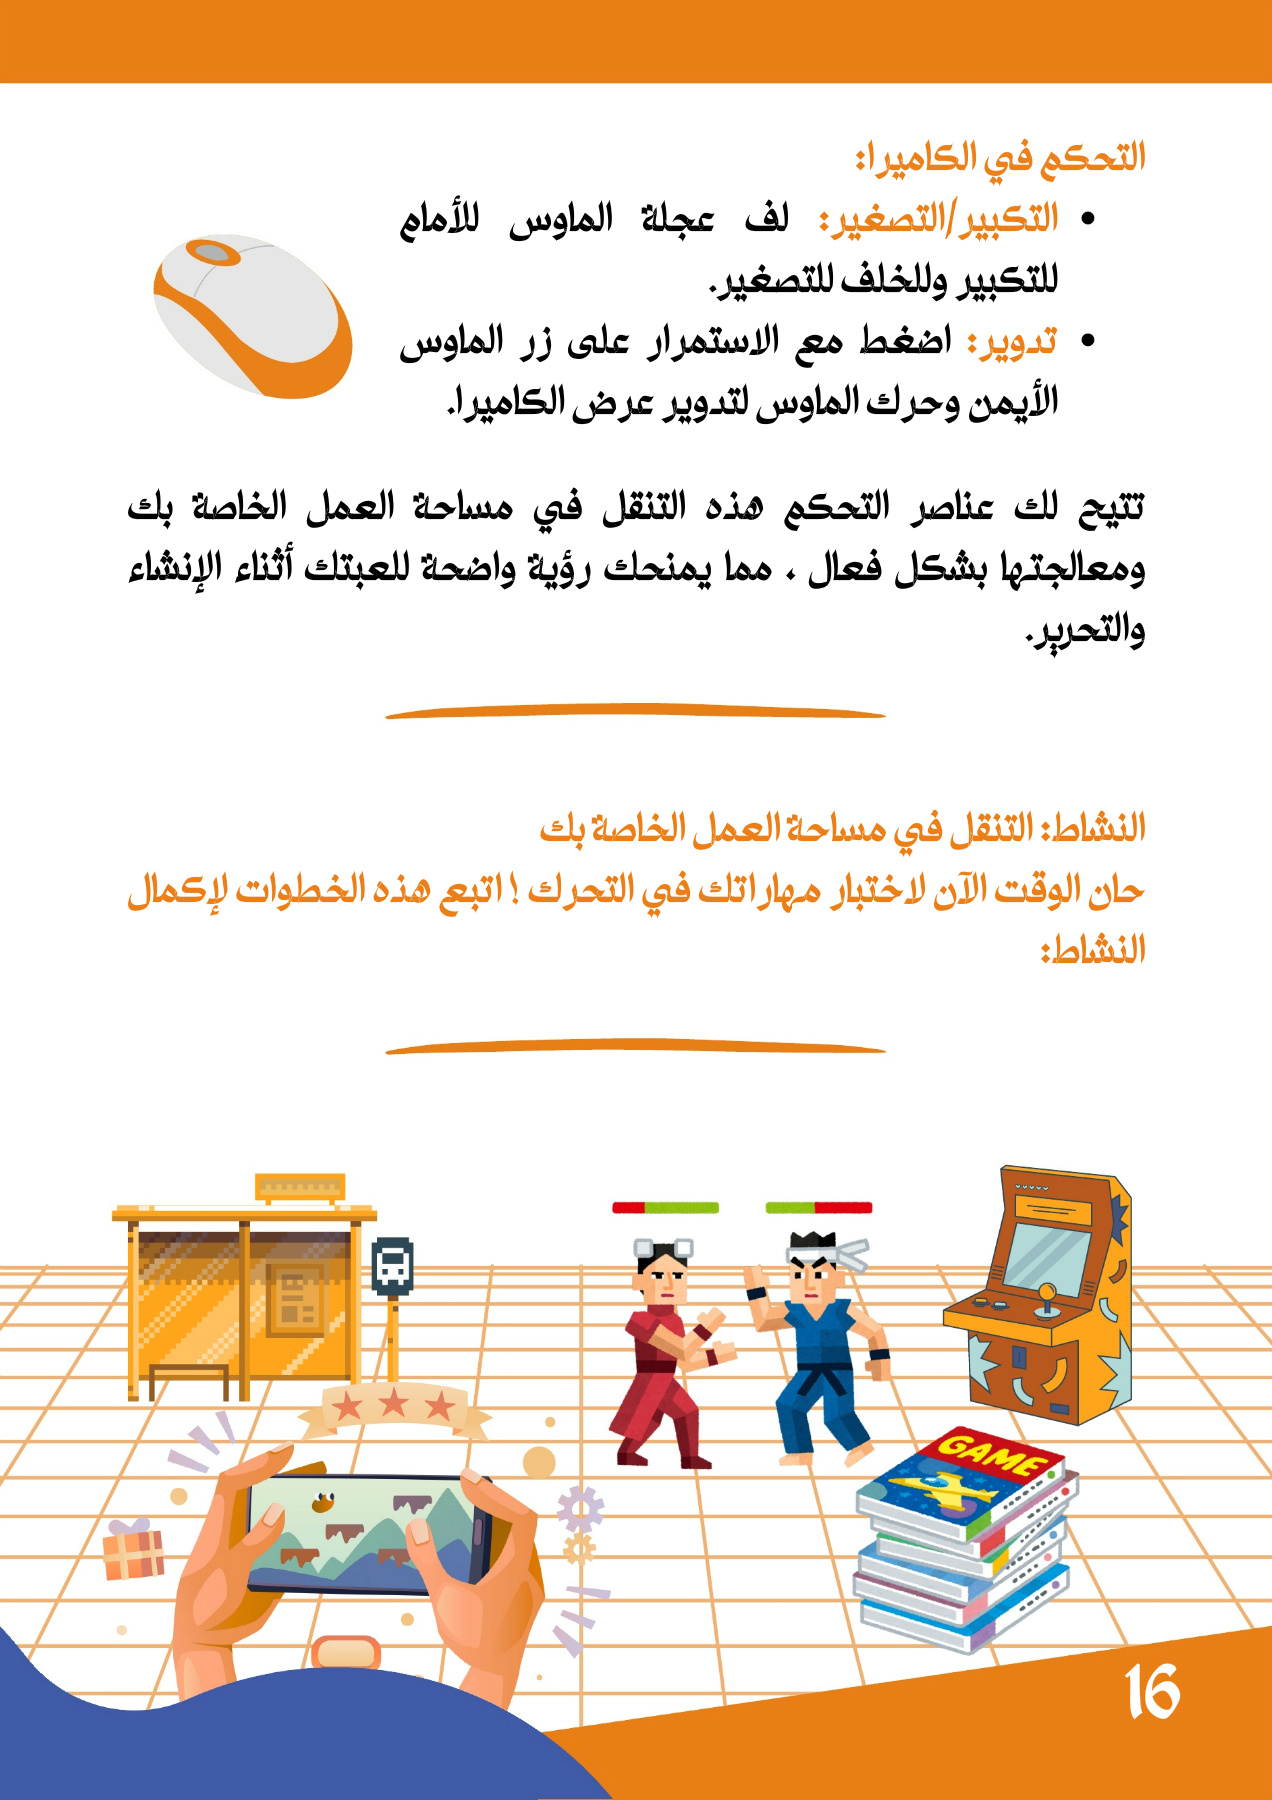 التحكم في الكاميرا:
• التكبير/التصغير: لف عجلة الماوس للأمام
للتكبير وللخلف للتصغير.
• تدوير: اضغط مع الاستمرار على زر الماوس
الأيمن وحرك الماوس لتدوير عرض الكاميرا.
تتيح لك عناصر التحكم هذه التنقل في مساحة العمل الخاصة بك
ومعالجتها بشكل فعال ، مما يمنحك رؤية واضحة للعبتك أثناء الإنشاء
والتحرير.
النشاط: التنقل في مساحة العمل الخاصة بك
حان الوقت الآن لاختبار مهاراتك في التحرك ! اتبع هذه الخطوات لإكمال
النشاط:
GAME
16